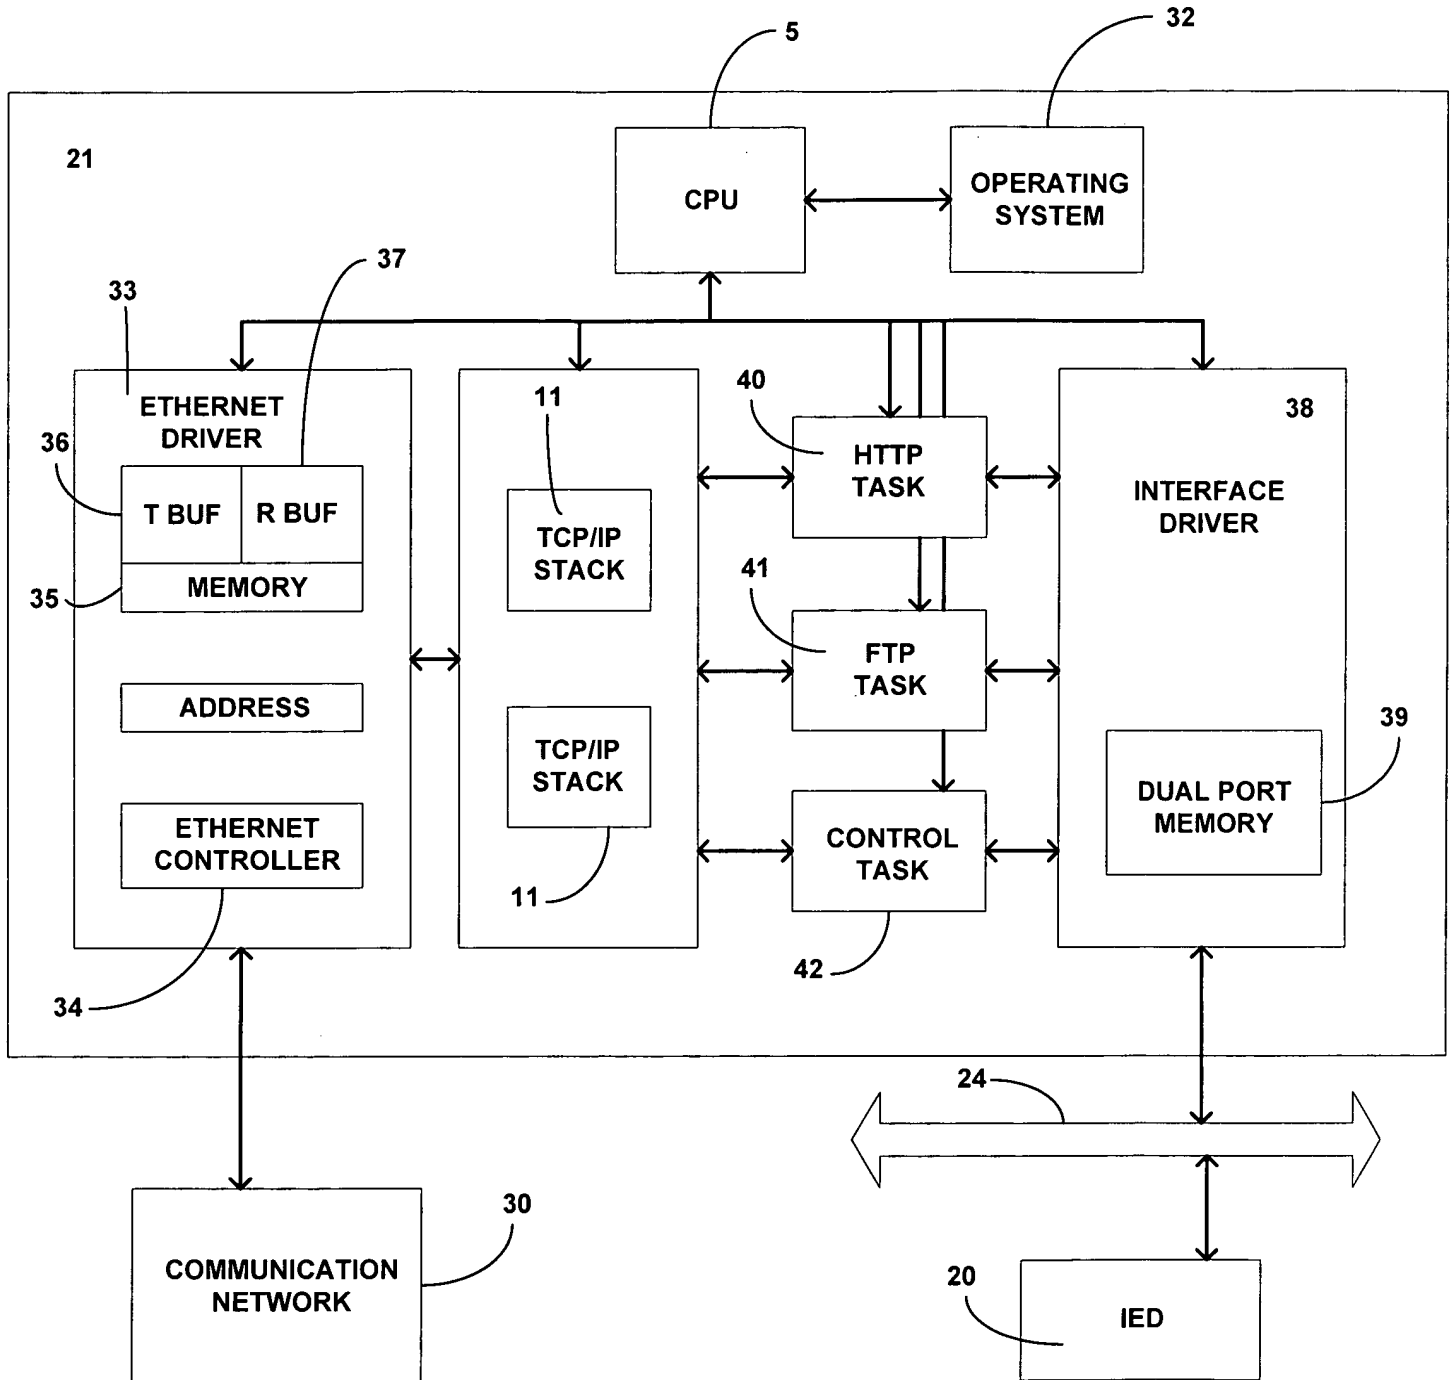 5
32
21
CPU
OPERATING
SYSTEM
33
37
ETHERNET
DRIVER
36
T BUF
R BUF
MEMORY
35
ADDRESS
ETHERNET
CONTROLLER
34
11
TCP/IP
STACK
TCP/IP
STACK
11
40
HTTP
TASK
41
FTP
TASK
CONTROL
TASK
42
38
INTERFACE
DRIVER
39
DUAL PORT
MEMORY
24
30
COMMUNICATION
NETWORK
20
IED